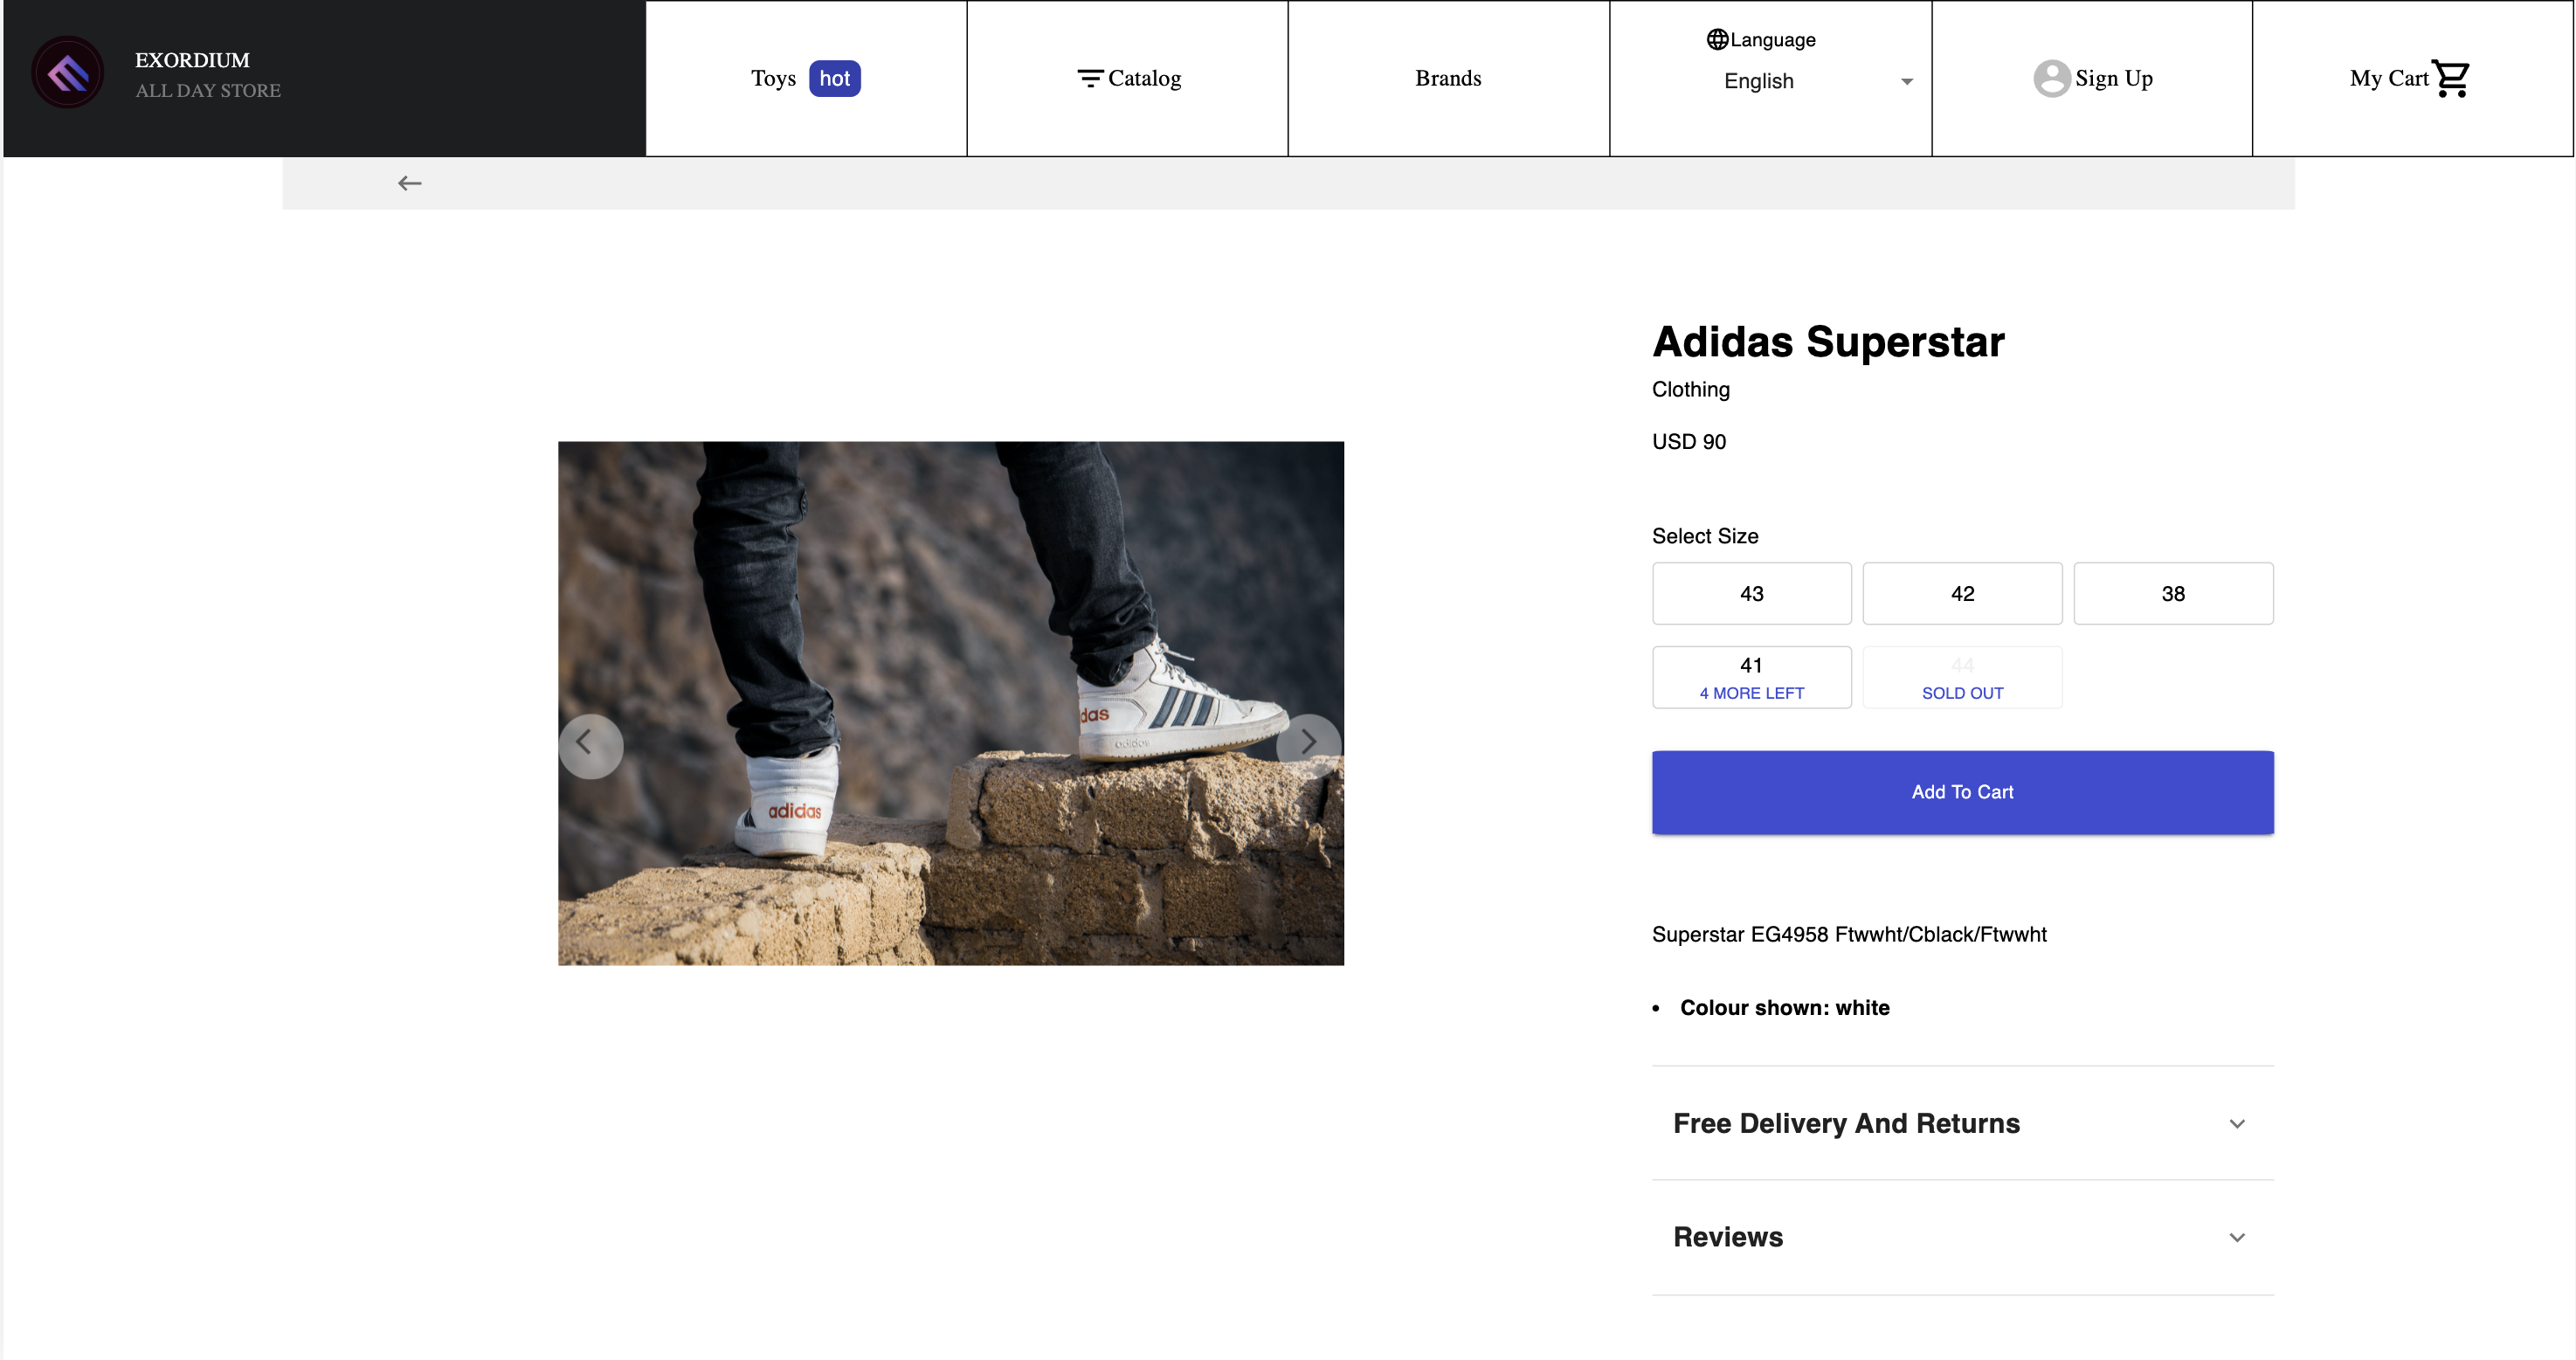 EXORDIUM
ALL DAY STORE
Toys hot
Catalog
Brands
Language
English
Sign Up
My Cart
Adidas Superstar
Clothing
USD 90
Select Size
43
42
38
41
4 MORE LEFT
44
SOLD OUT
das
adidas
adidas
Add To Cart
Superstar EG4958 Ftwwht/Cblack/Ftwwht
• Colour shown: white
Free Delivery And Returns
Reviews